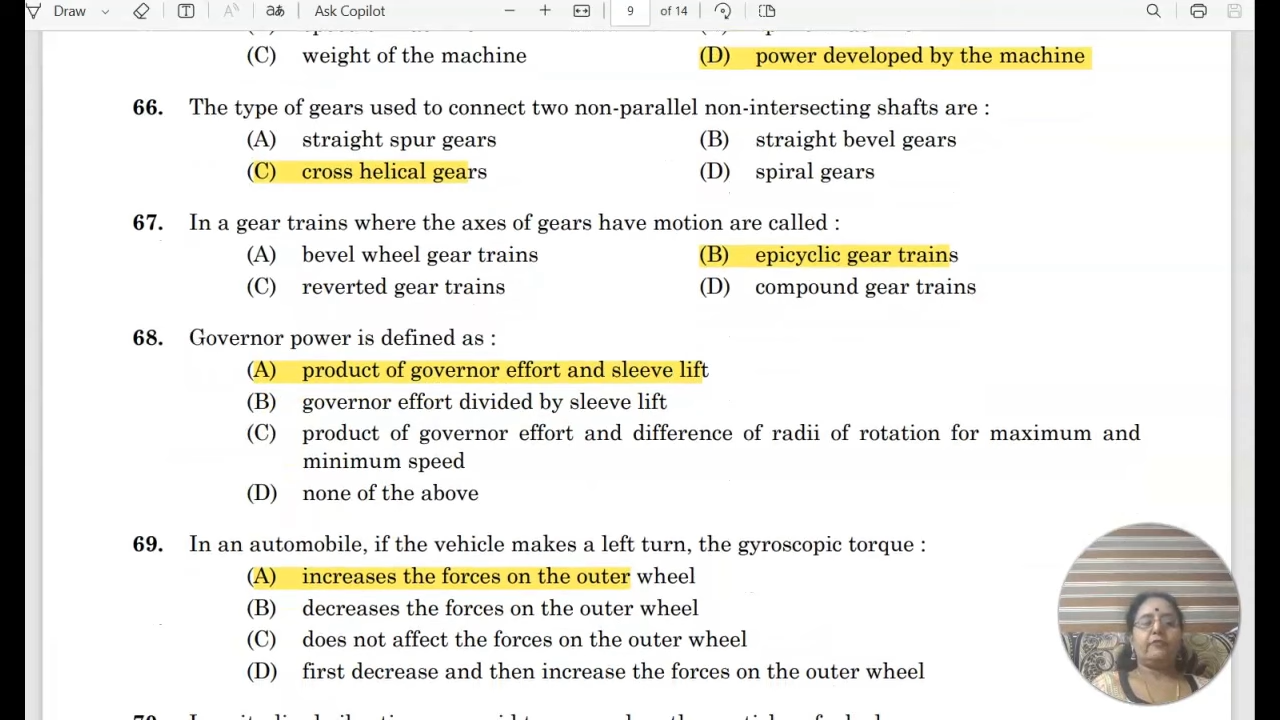 Draw
Ask Copilot
9 of 14
(C) weight of the machine
(D) power developed by the machine
66. The type of gears used to connect two non-parallel non-intersecting shafts are :
(A) straight spur gears
(B) straight bevel gears
(C) cross helical gears
(D) spiral gears
67. In a gear trains where the axes of gears have motion are called :
(A) bevel wheel gear trains
(B) epicyclic gear trains
(C) reverted gear trains
(D) compound gear trains
68. Governor power is defined as :
(A) product of governor effort and sleeve lift
(B) governor effort divided by sleeve lift
(C) product of governor effort and difference of radii of rotation for maximum and
minimum speed
(D) none of the above
69. In an automobile, if the vehicle makes a left turn, the gyroscopic torque :
(A) increases the forces on the outer wheel
(B) decreases the forces on the outer wheel
(C) does not affect the forces on the outer wheel
(D) first decrease and then increase the forces on the outer wheel